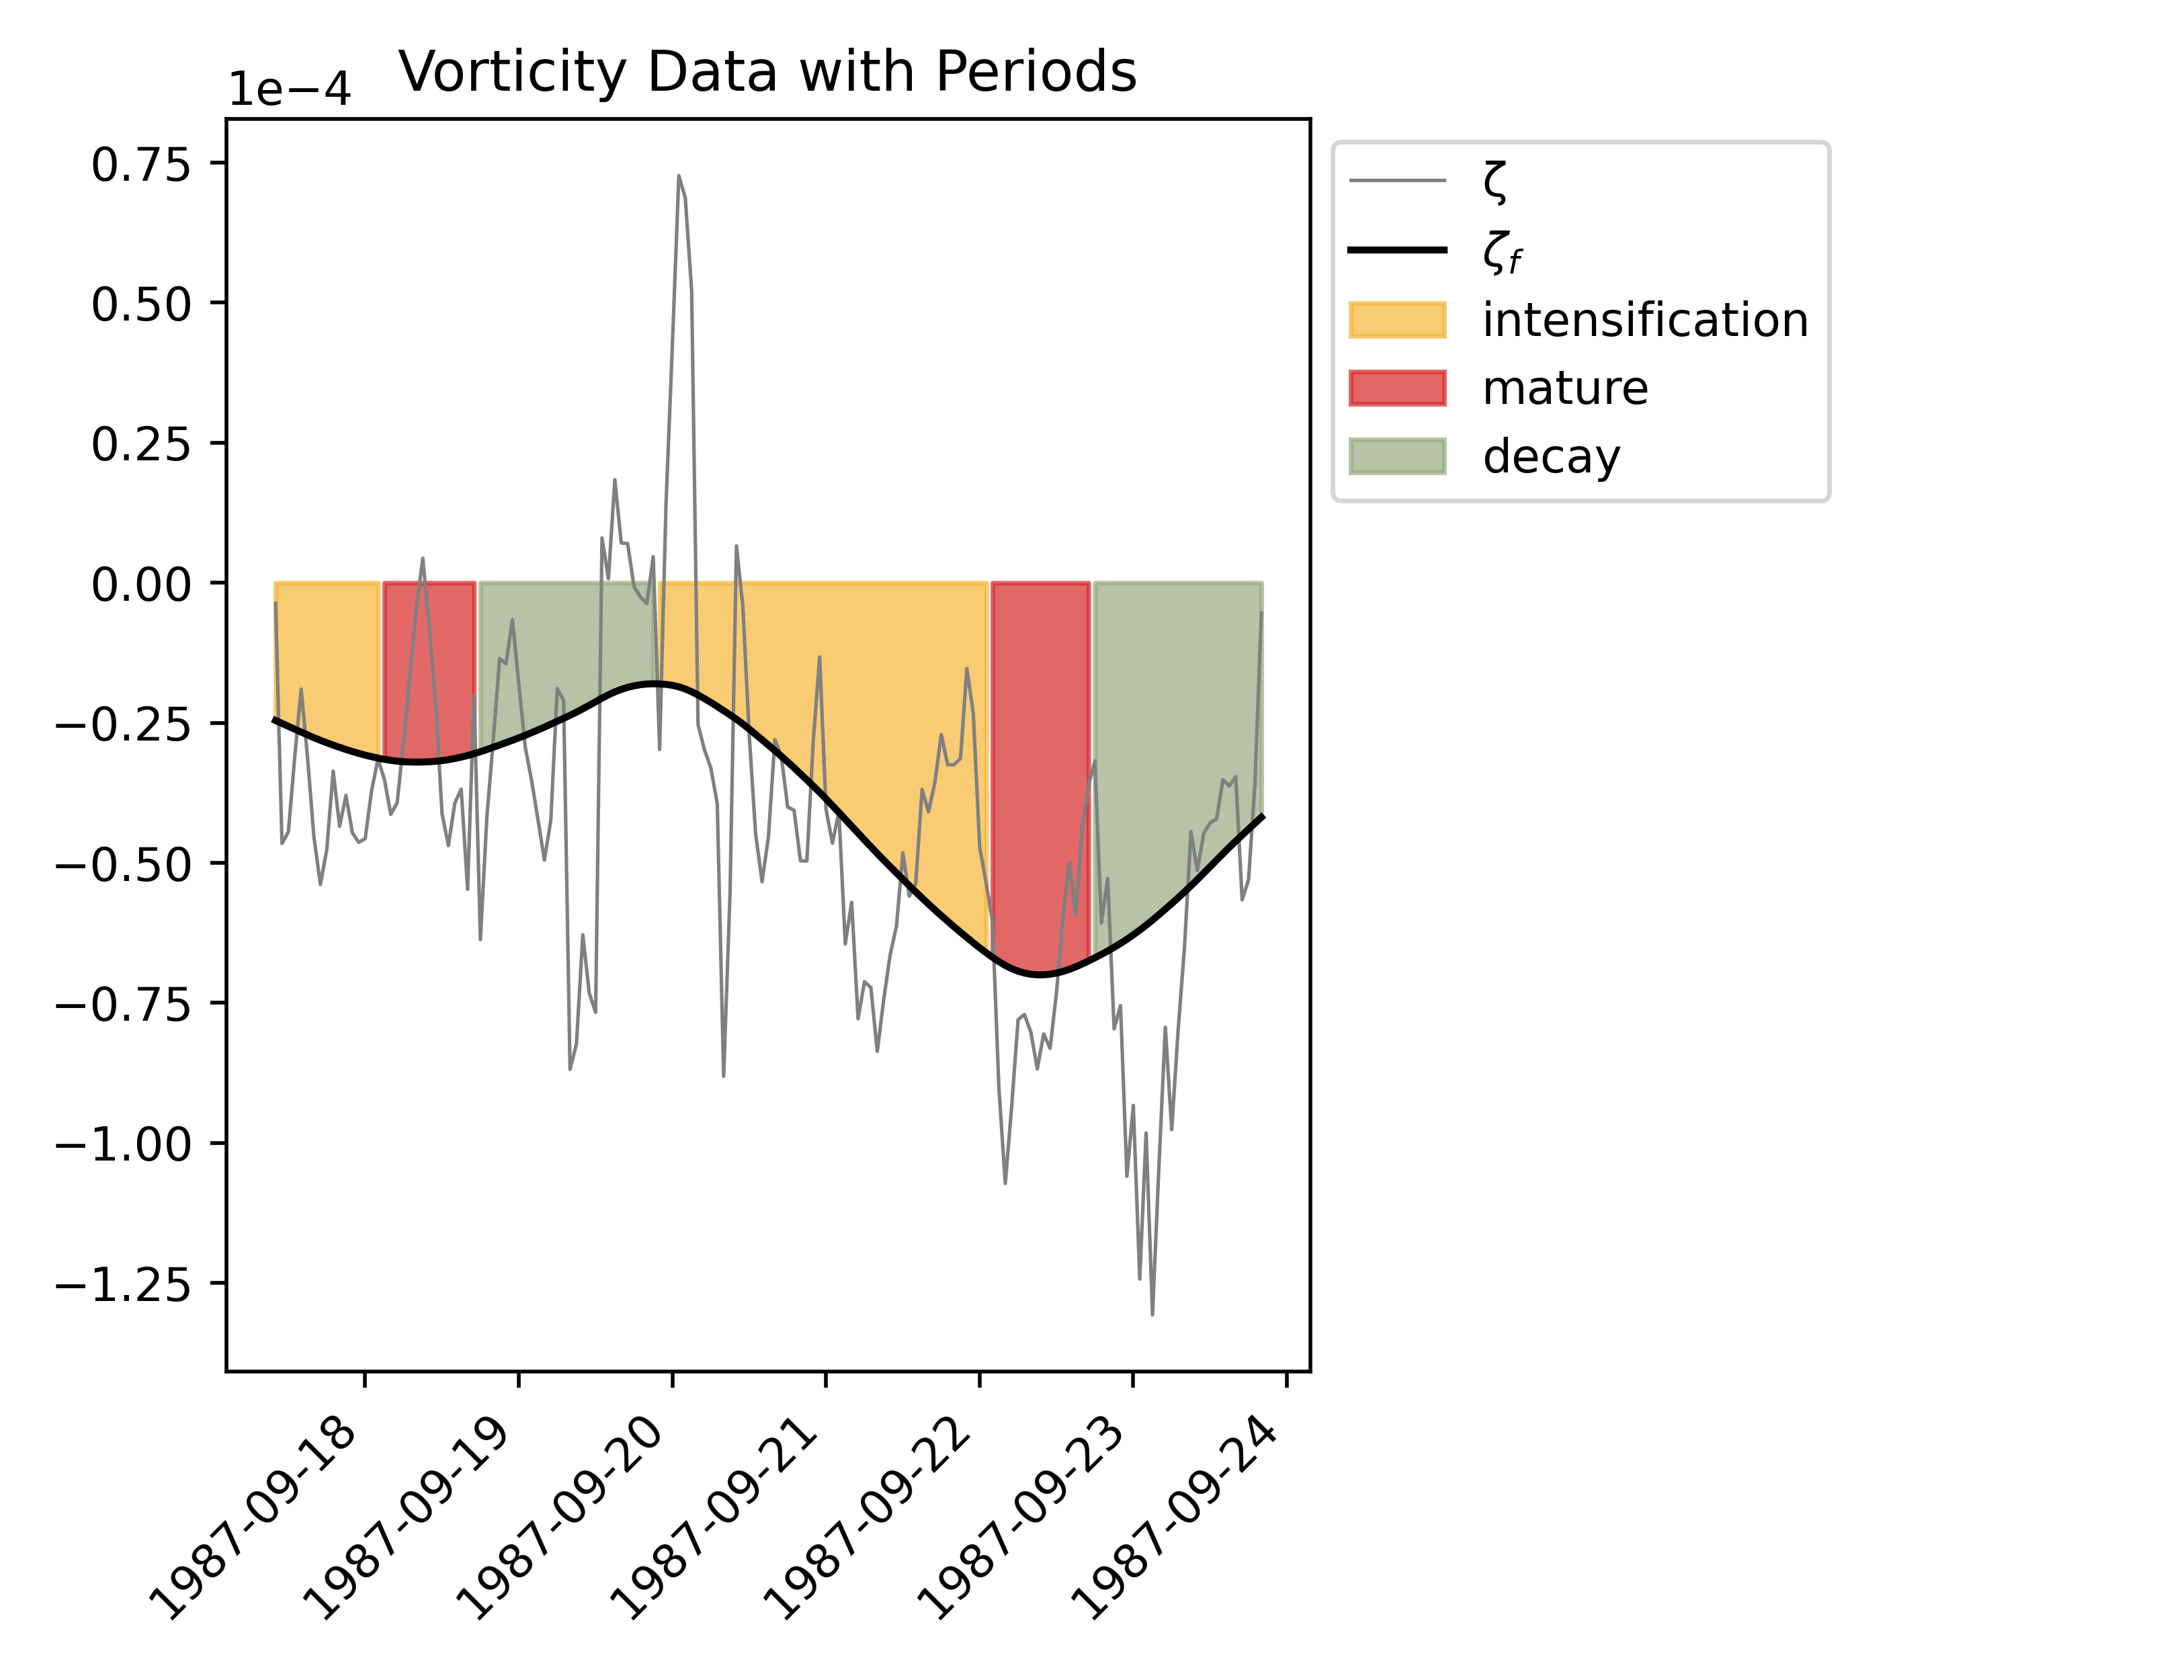 Vorticity Data with Periods
1e−4
0.75
0.50
0.25
0.00
−0.25
−0.50
−0.75
−1.00
−1.25
1987-09-18
1987-09-19
1987-09-20
1987-09-21
1987-09-22
1987-09-23
1987-09-24
ζ
ζf
intensification
mature
decay